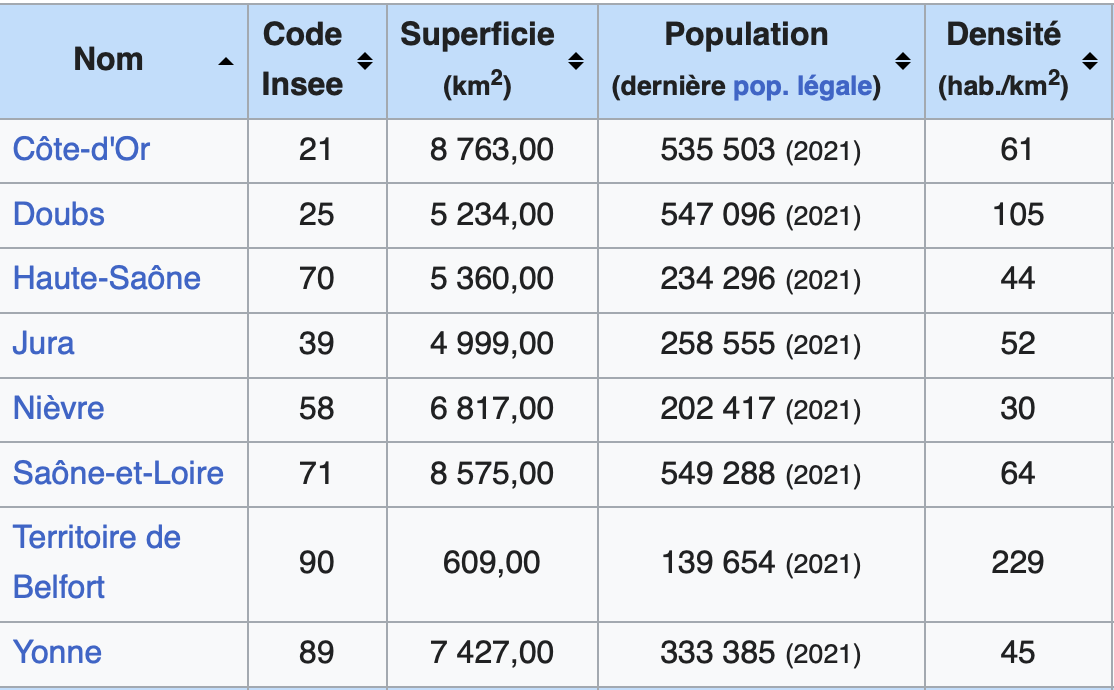 Nom Code Insee Superficie (km²) Population (dernière pop. légale) Densité (hab./km²)
Côte-d'Or 21 8 763,00 535 503 (2021) 61
Doubs 25 5 234,00 547 096 (2021) 105
Haute-Saône 70 5 360,00 234 296 (2021) 44
Jura 39 4 999,00 258 555 (2021) 52
Nièvre 58 6 817,00 202 417 (2021) 30
Saône-et-Loire 71 8 575,00 549 288 (2021) 64
Territoire de Belfort 90 609,00 139 654 (2021) 229
Yonne 89 7 427,00 333 385 (2021) 45